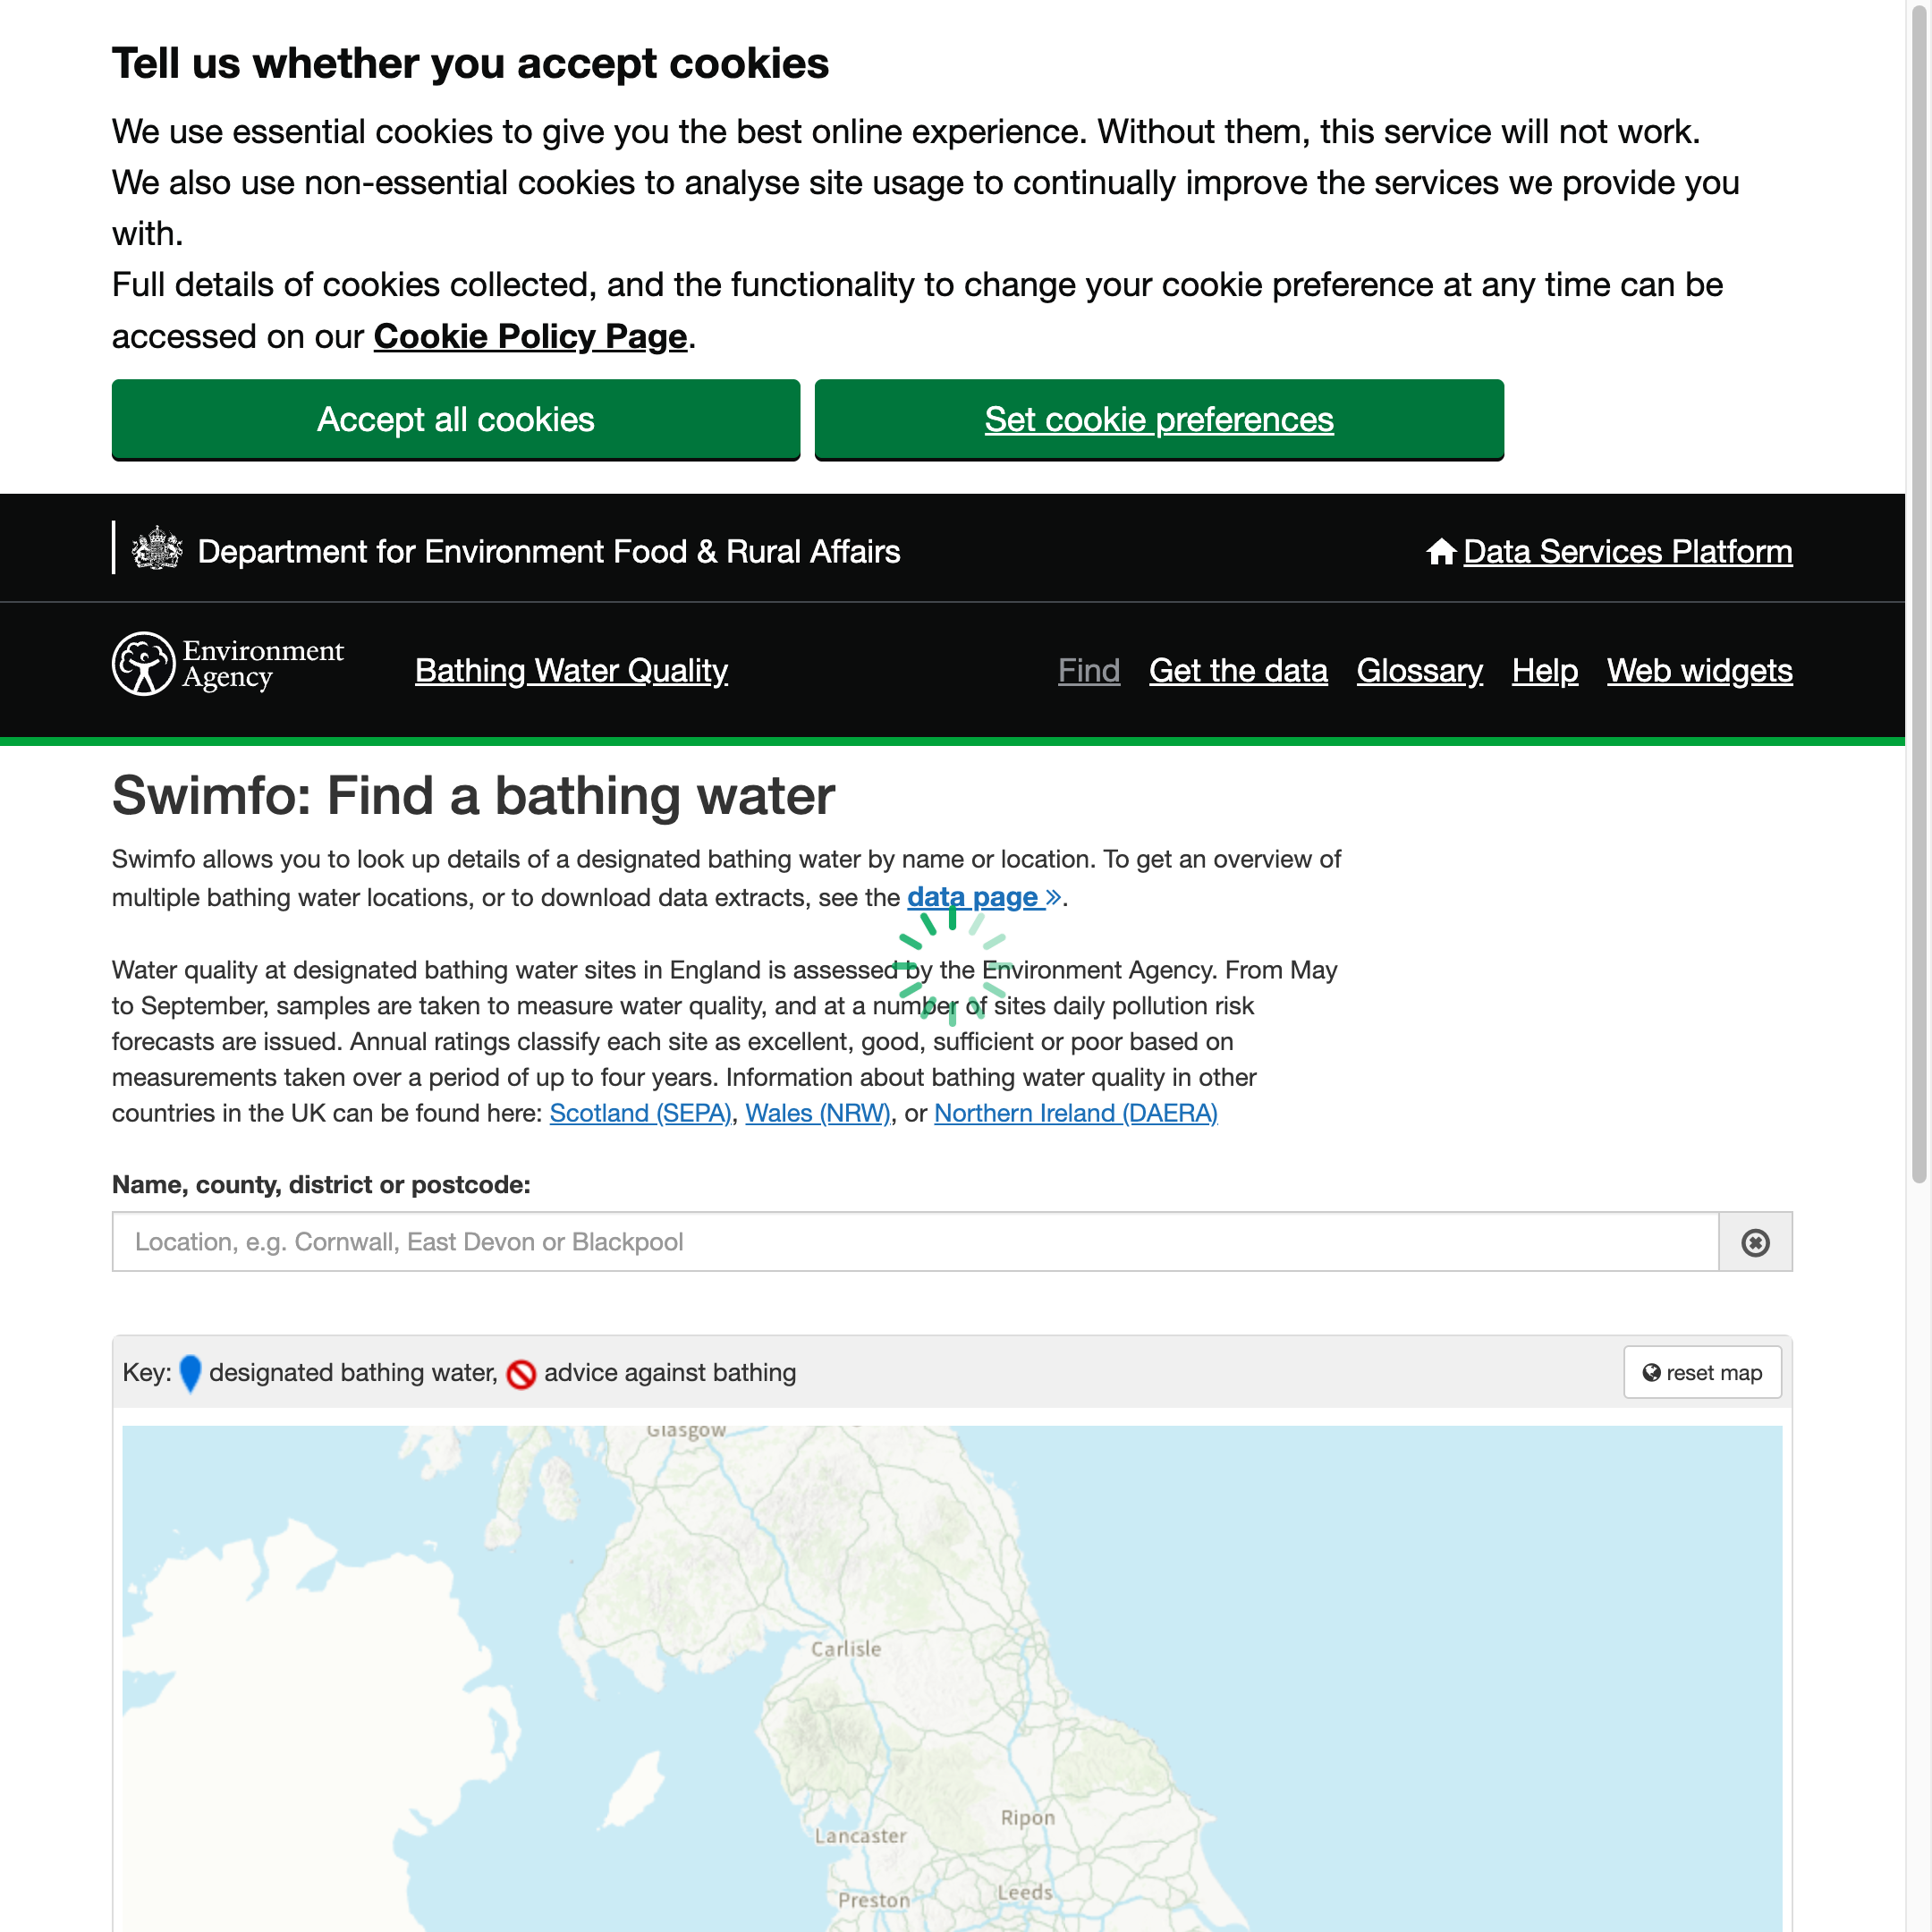 Tell us whether you accept cookies
We use essential cookies to give you the best online experience. Without them, this service will not work.
We also use non-essential cookies to analyse site usage to continually improve the services we provide you
with.
Full details of cookies collected, and the functionality to change your cookie preference at any time can be
accessed on our Cookie Policy Page.
Accept all cookies
Set cookie preferences
Department for Environment Food & Rural Affairs
Data Services Platform
Environment
Agency
Bathing Water Quality
Find
Get the data
Glossary
Help
Web widgets
Swimfo: Find a bathing water
Swimfo allows you to look up details of a designated bathing water by name or location. To get an overview of
multiple bathing water locations, or to download data extracts, see the data page ».
Water quality at designated bathing water sites in England is assessed by the Environment Agency. From May
to September, samples are taken to measure water quality, and at a number of sites daily pollution risk
forecasts are issued. Annual ratings classify each site as excellent, good, sufficient or poor based on
measurements taken over a period of up to four years. Information about bathing water quality in other
countries in the UK can be found here: Scotland (SEPA), Wales (NRW), or Northern Ireland (DAERA)
Name, county, district or postcode:
Location, e.g. Cornwall, East Devon or Blackpool
Key: designated bathing water, advice against bathing
reset map
Glasgow
Carlisle
Ripon
Lancaster
Leeds
Preston